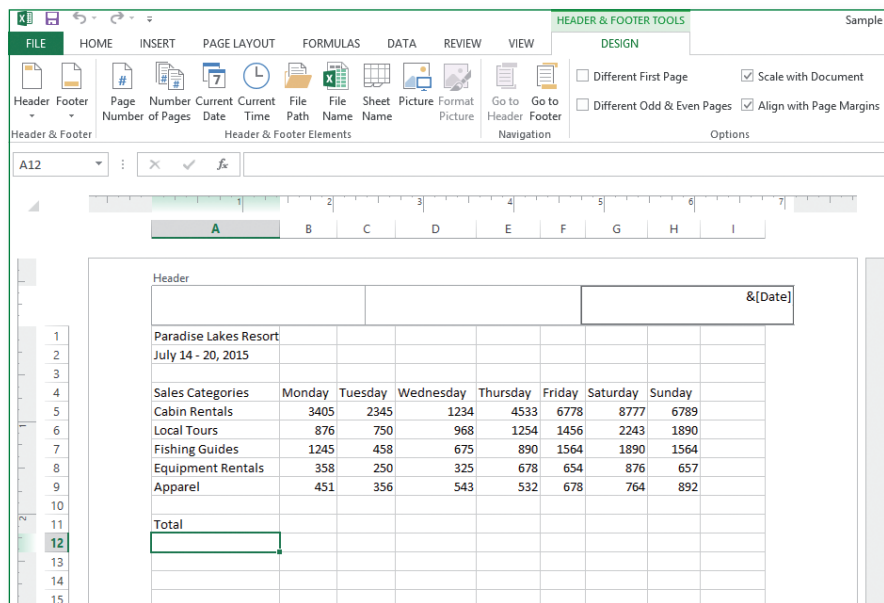 HEADER & FOOTER TOOLS Sample
FILE HOME INSERT PAGE LAYOUT FORMULAS DATA REVIEW VIEW DESIGN
# # # 7 X
Header Footer Page Number Current Current File File Sheet Picture Format Go to Go to
Number of Pages Date Time Path Name Name Picture Header Footer
Different First Page Scale with Document
Different Odd & Even Pages Align with Page Margins
Header & Footer Header & Footer Elements Navigation Options
A12 fx
1 2 3 4 5 6 7
A B C D E F G H I
Header
&[Date]
1 Paradise Lakes Resort
2 July 14 - 20, 2015
3
4 Sales Categories Monday Tuesday Wednesday Thursday Friday Saturday Sunday
5 Cabin Rentals 3405 2345 1234 4533 6778 8777 6789
6 Local Tours 876 750 968 1254 1456 2243 1890
7 Fishing Guides 1245 458 675 890 1564 1890 1564
8 Equipment Rentals 358 250 325 678 654 876 657
9 Apparel 451 356 543 532 678 764 892
10
11 Total
12
13
14
15
1
2